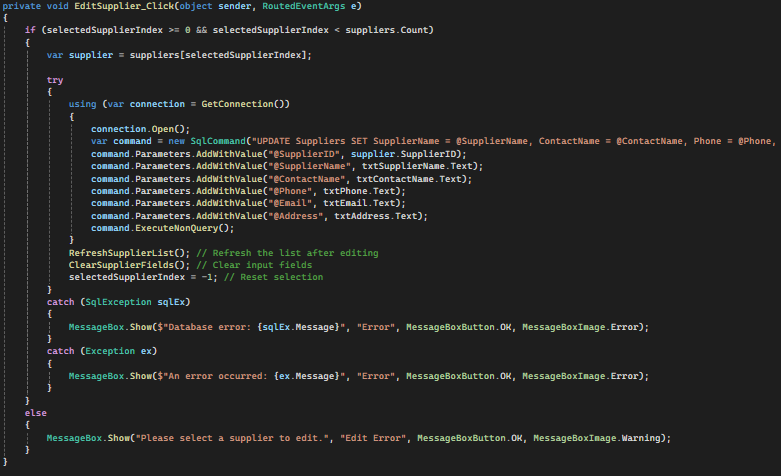 private void EditSupplier_Click(object sender, RoutedEventArgs e)
{
    if (selectedSupplierIndex >= 0 && selectedSupplierIndex < suppliers.Count)
    {
        var supplier = suppliers[selectedSupplierIndex];

        try
        {
            using (var connection = GetConnection())
            {
                connection.Open();
                var command = new SqlCommand("UPDATE Suppliers SET SupplierName = @SupplierName, ContactName = @ContactName, Phone = @Phone,
                command.Parameters.AddWithValue("@SupplierID", supplier.SupplierID);
                command.Parameters.AddWithValue("@SupplierName", txtSupplierName.Text);
                command.Parameters.AddWithValue("@ContactName", txtContactName.Text);
                command.Parameters.AddWithValue("@Phone", txtPhone.Text);
                command.Parameters.AddWithValue("@Email", txtEmail.Text);
                command.Parameters.AddWithValue("@Address", txtAddress.Text);
                command.ExecuteNonQuery();
            }
            RefreshSupplierList(); // Refresh the list after editing
            ClearSupplierFields(); // Clear input fields
            selectedSupplierIndex = -1; // Reset selection
        }
        catch (SqlException sqlEx)
        {
            MessageBox.Show($"Database error: {sqlEx.Message}", "Error", MessageBoxButton.OK, MessageBoxImage.Error);
        }
        catch (Exception ex)
        {
            MessageBox.Show($"An error occurred: {ex.Message}", "Error", MessageBoxButton.OK, MessageBoxImage.Error);
        }
    }
    else
    {
        MessageBox.Show("Please select a supplier to edit.", "Edit Error", MessageBoxButton.OK, MessageBoxImage.Warning);
    }
}